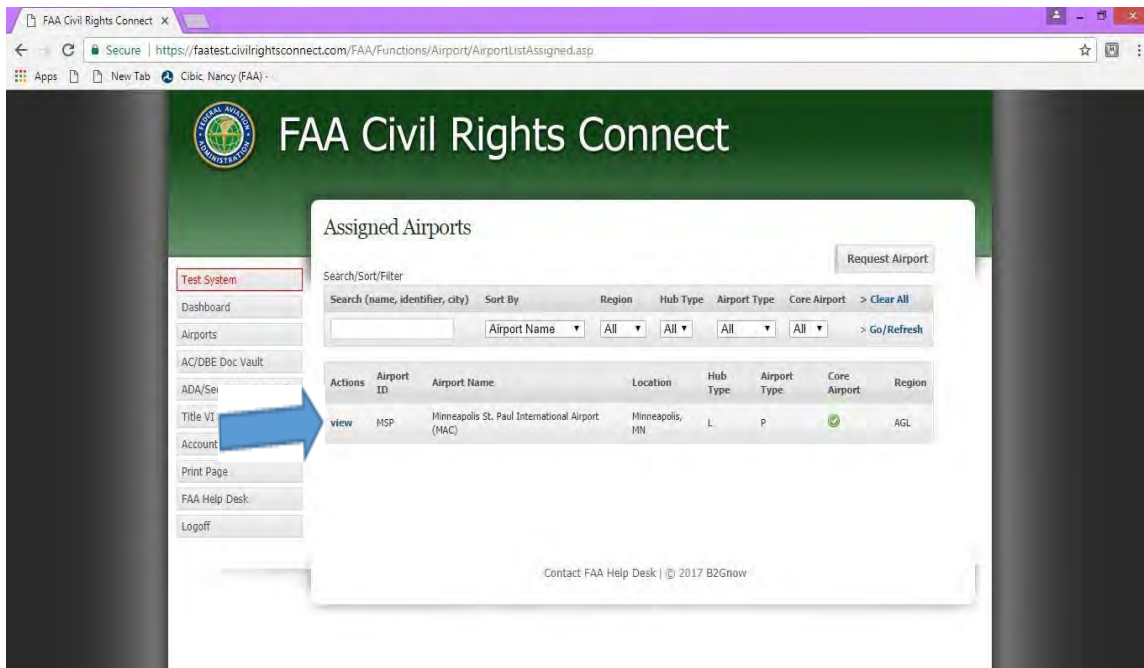 FAA Civil Rights Connect
Secure | https://faatest.civilrightsconnect.com/FAA/Functions/Airport/AirportListAssigned.asp
Apps New Tab Cibic, Nancy (FAA) -
FEDERAL AVIATION ADMINISTRATION
FAA Civil Rights Connect
Assigned Airports
Request Airport
Test System
Dashboard
Airports
AC/DBE Doc Vault
Title VI
Account
Print Page
FAA Help Desk
Logoff
Search/Sort/Filter
Search (name, identifier, city) Sort By Region Hub Type Airport Type Core Airport > Clear All
Airport Name All All All All > Go/Refresh
Actions Airport ID Airport Name Location Hub Type Airport Type Core Airport Region
view MSP Minneapolis St. Paul International Airport (MAC) Minneapolis, MN L P AGL
Contact FAA Help Desk | © 2017 B2Gnow